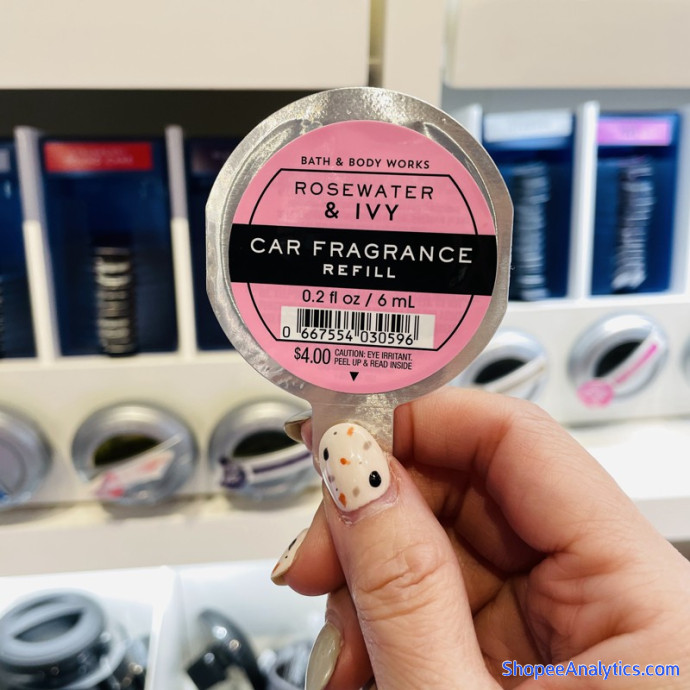 BATH & BODY WORKS
ROSEWATER
& IVY
CAR FRAGRANCE
REFILL
0.2 fl oz / 6 mL
0 667554 030596
$4.00 CAUTION: EYE IRRITANT.
PEEL UP & READ INSIDE
ShopeeAnalytics.com